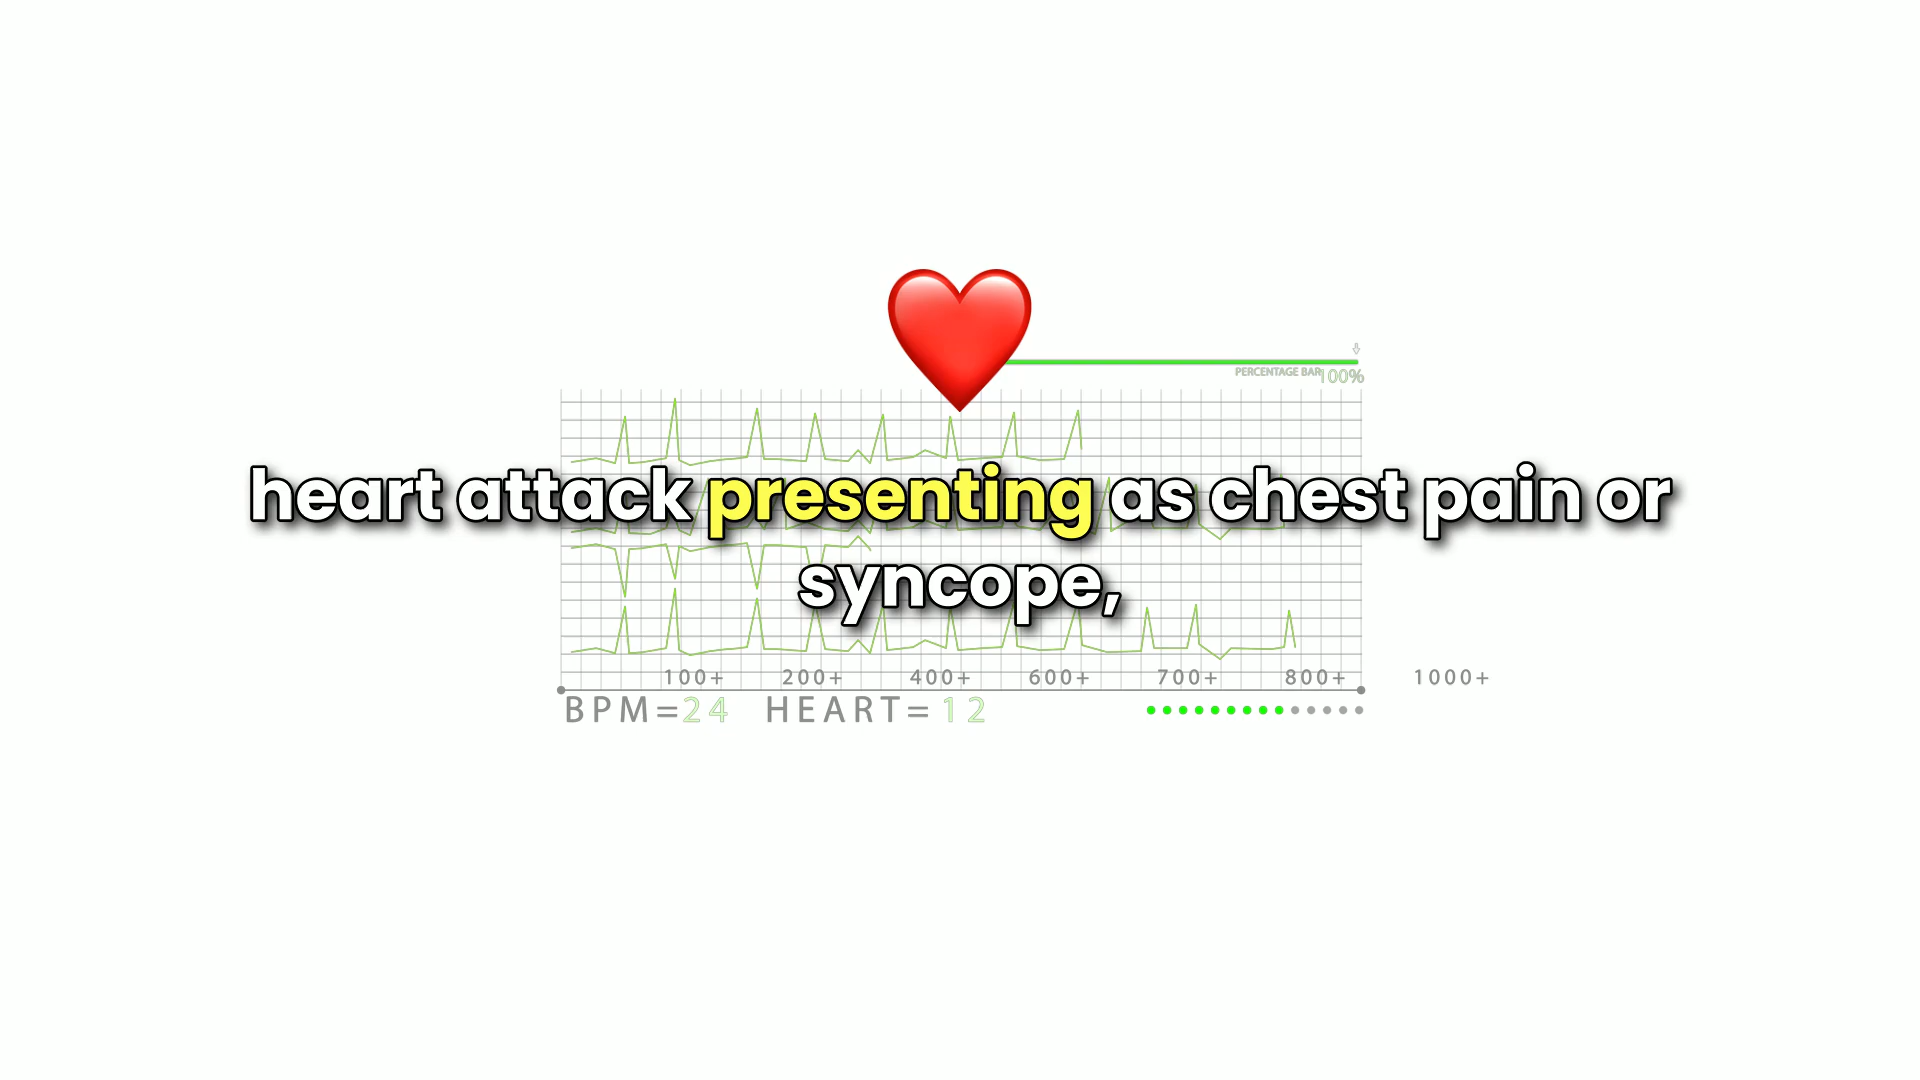 PERCENTAGE BAR
100%
heart attack presenting as chest pain or
syncope,
100+ 200+ 400+ 600+ 700+ 800+ 1000+
BPM=24 HEART= 12